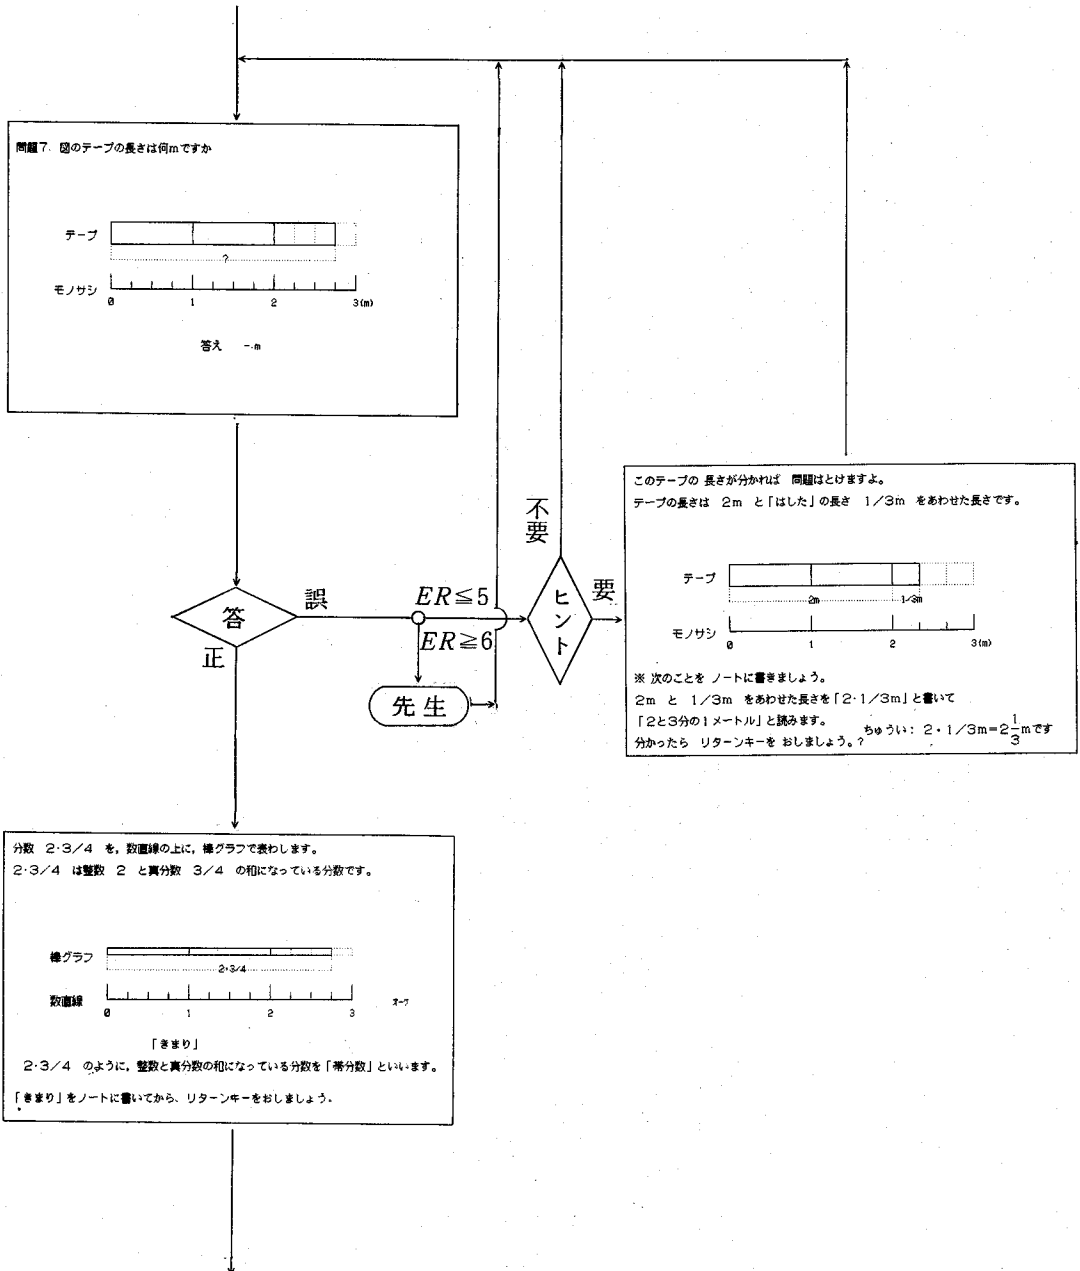 問題7. 図のテープの長さは何mですか
テープ
?
モノサシ
0 1 2 3(m)
答え -.m
答
誤
正
ER≦5
ER≧6
先生
ヒント
不要
要
このテープの 長さが分かれば 問題はとけますよ。
テープの長さは 2m と「はした」の長さ 1/3m をあわせた長さです。
テープ
2m 1/3m
モノサシ
0 1 2 3(m)
※ 次のことを ノートに書きましょう。
2m と 1/3m をあわせた長さを「2·1/3m」と書いて
「2と3分の1メートル」と読みます。
ちゅうい: 2·1/3m=2 1/3 mです
分かったら リターンキーを おしましょう。?
分数 2·3/4 を, 数直線の上に, 棒グラフで表わします。
2·3/4 は整数 2 と真分数 3/4 の和になっている分数です。
棒グラフ
2·3/4
数直線
0 1 2 3
「きまり」
2·3/4 のように, 整数と真分数の和になっている分数を「帯分数」といいます。
「きまり」をノートに書いてから、リターンキーをおしましょう.